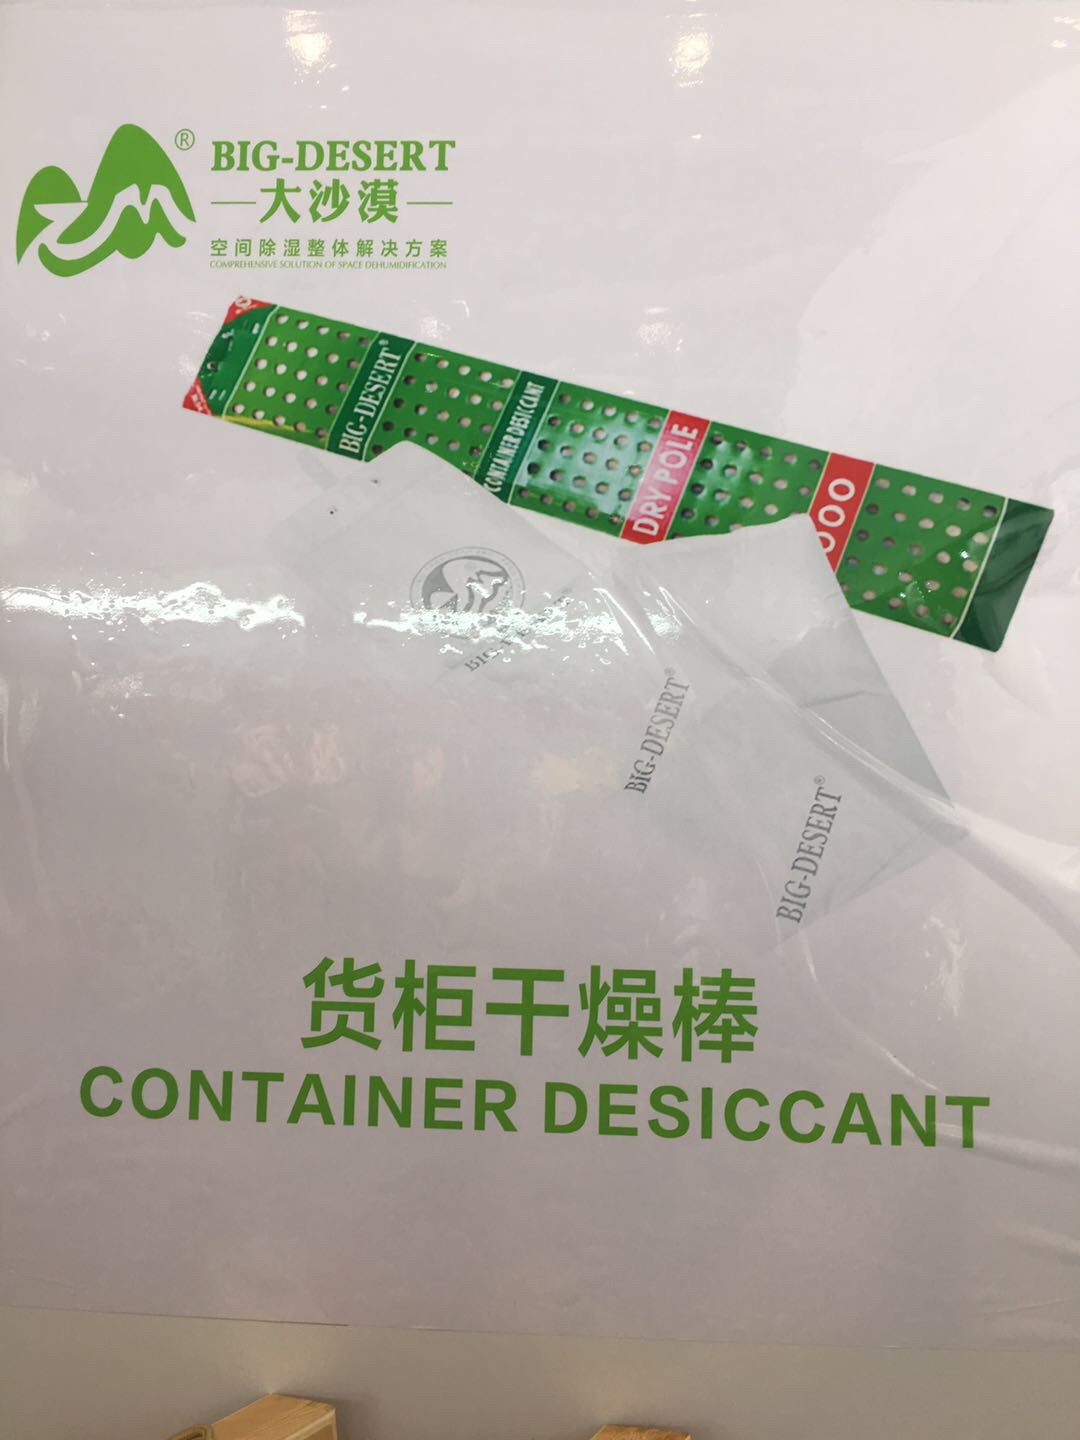 ®
BIG-DESERT
大沙漠
空间除湿整体解决方案
COMPREHENSIVE SOLUTION OF SPACE DEHUMIDIFICATION
BIG-DESERT®
CONTAINER DESICCANT
DRY POLE
BIG-DESERT®
BIG-DESERT®
货柜干燥棒
CONTAINER DESICCANT